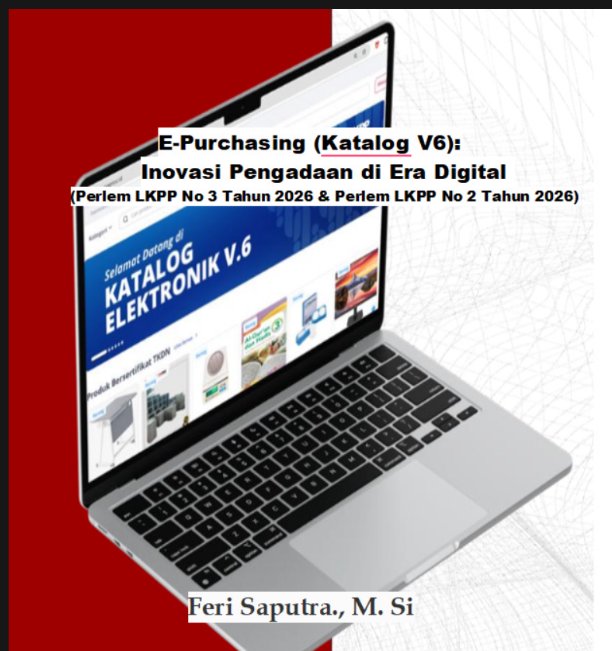 E-Purchasing (Katalog V6):
Inovasi Pengadaan di Era Digital
(Perlem LKPP No 3 Tahun 2026 & Perlem LKPP No 2 Tahun 2026)
Kategori
Selamat Datang di
KATALOG
ELEKTRONIK V.6
Produk Bersertifikat TKDN
Feri Saputra., M. Si